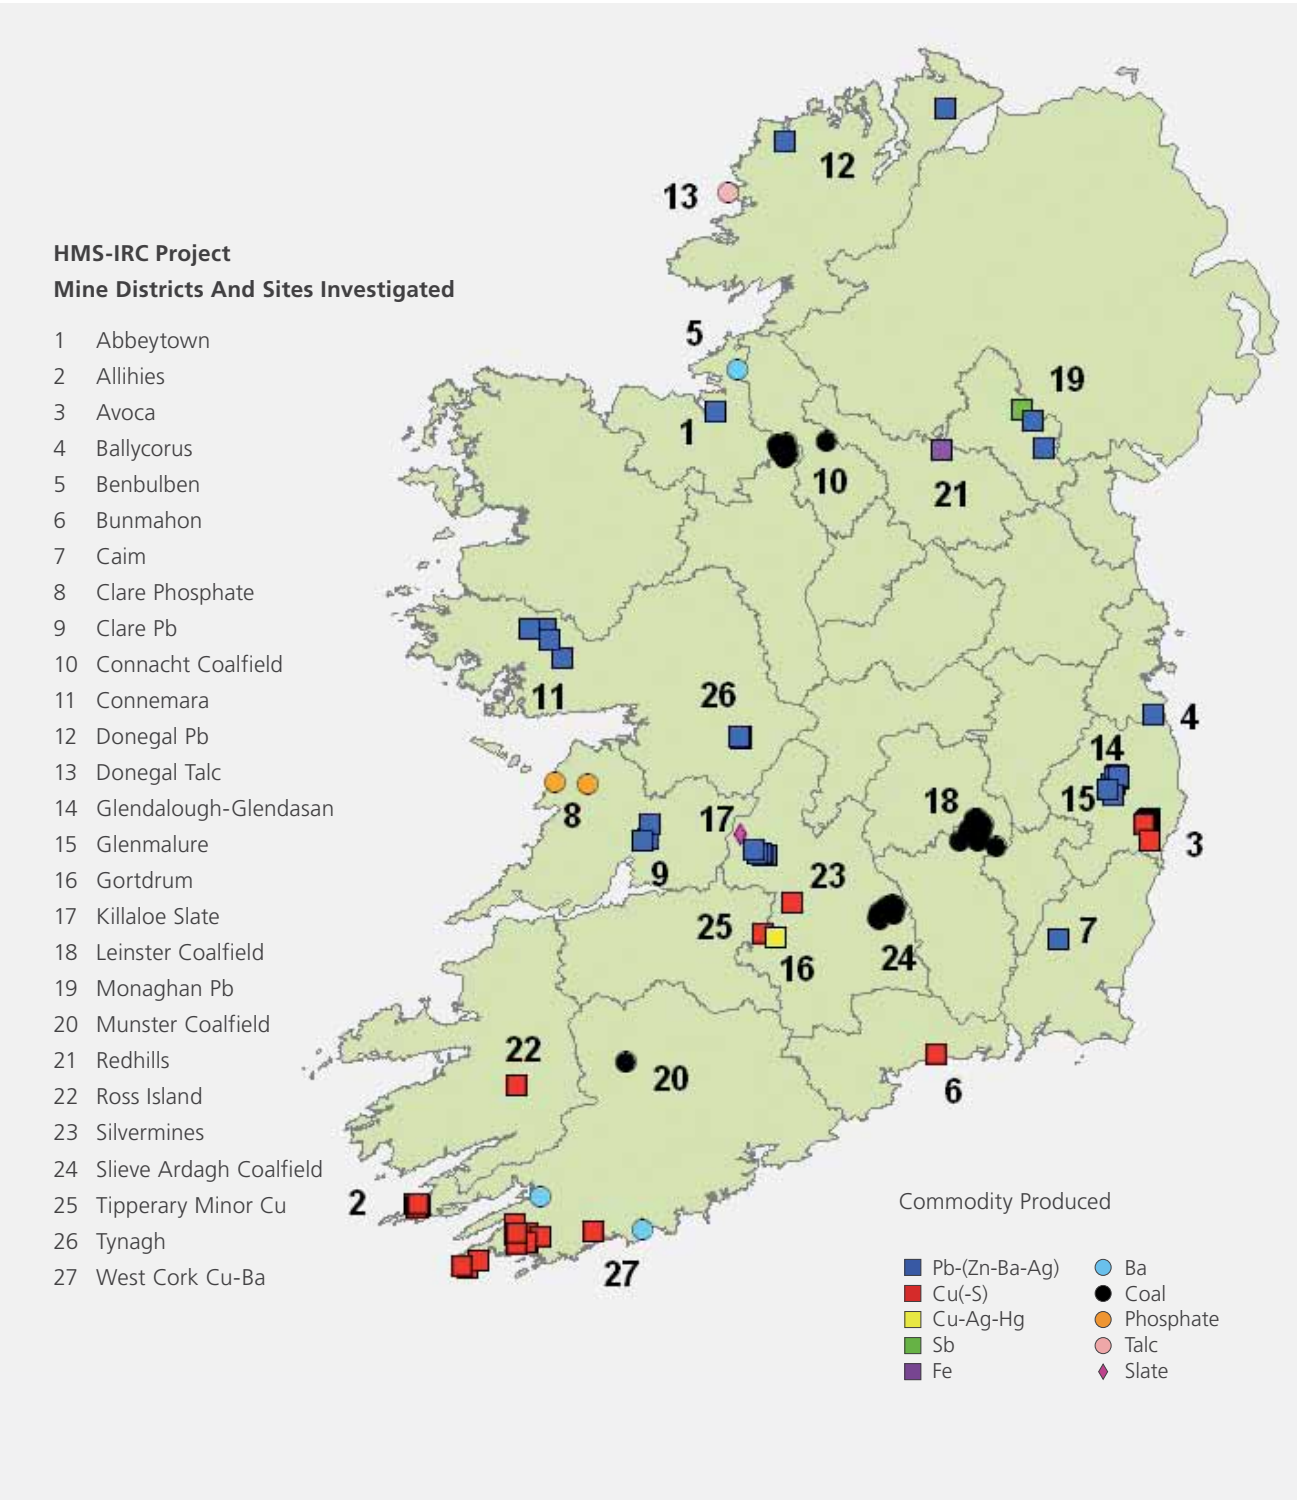 HMS-IRC Project
Mine Districts And Sites Investigated
1 Abbeytown
2 Allihies
3 Avoca
4 Ballycorus
5 Benbulben
6 Bunmahon
7 Caim
8 Clare Phosphate
9 Clare Pb
10 Connacht Coalfield
11 Connemara
12 Donegal Pb
13 Donegal Talc
14 Glendalough-Glendasan
15 Glenmalure
16 Gortdrum
17 Killaloe Slate
18 Leinster Coalfield
19 Monaghan Pb
20 Munster Coalfield
21 Redhills
22 Ross Island
23 Silvermines
24 Slieve Ardagh Coalfield
25 Tipperary Minor Cu
26 Tynagh
27 West Cork Cu-Ba
12
13
5
19
1
10
21
11
26
4
14
15
8
17
18
3
9
23
25
7
16
24
22
20
6
2
27
Commodity Produced
Pb-(Zn-Ba-Ag)
Cu(-S)
Cu-Ag-Hg
Sb
Fe
Ba
Coal
Phosphate
Talc
Slate